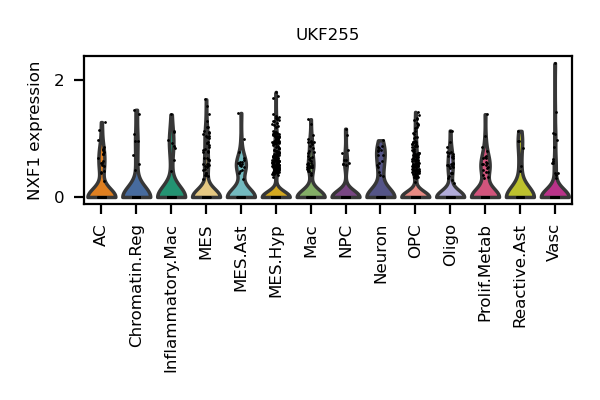 UKF255
NXF1 expression
2
0
AC
Chromatin.Reg
Inflammatory.Mac
MES
MES.Ast
MES.Hyp
Mac
NPC
Neuron
OPC
Oligo
Prolif.Metab
Reactive.Ast
Vasc